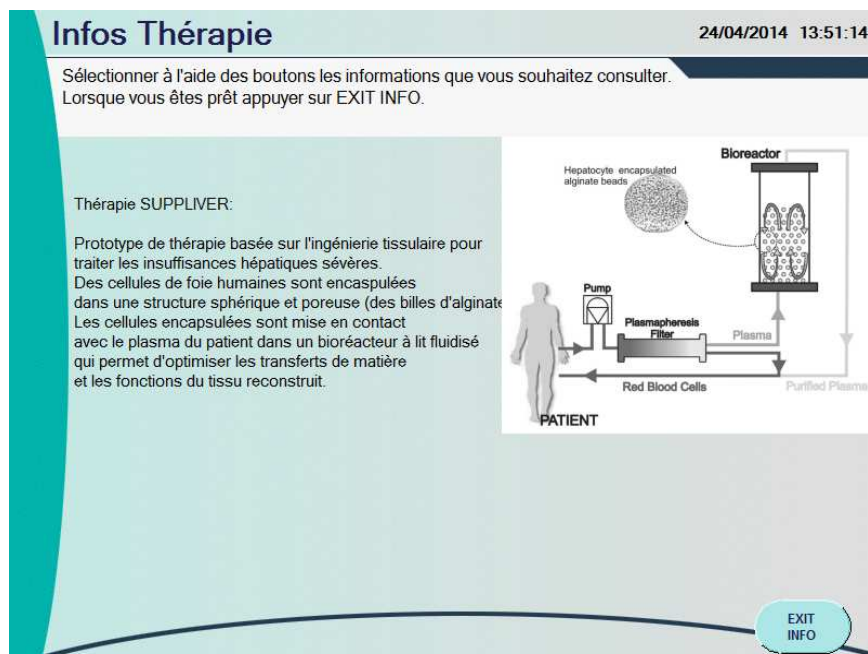 Infos Thérapie
24/04/2014 13:51:14
Sélectionner à l'aide des boutons les informations que vous souhaitez consulter.
Lorsque vous êtes prêt appuyer sur EXIT INFO.
Thérapie SUPPLIVER:
Prototype de thérapie basée sur l'ingénierie tissulaire pour
traiter les insuffisances hépatiques sévères.
Des cellules de foie humaines sont encaspulées
dans une structure sphérique et poreuse (des billes d'alginate
Les cellules encapsulées sont mise en contact
avec le plasma du patient dans un bioréacteur à lit fluidisé
qui permet d'optimiser les transferts de matière
et les fonctions du tissu reconstruit.
Bioreactor
Hepatocyte encapsulated
alginate beads
Pump
Plasmapheresis
Filter
Plasma
Red Blood Cells
Purified Plasma
PATIENT
EXIT
INFO